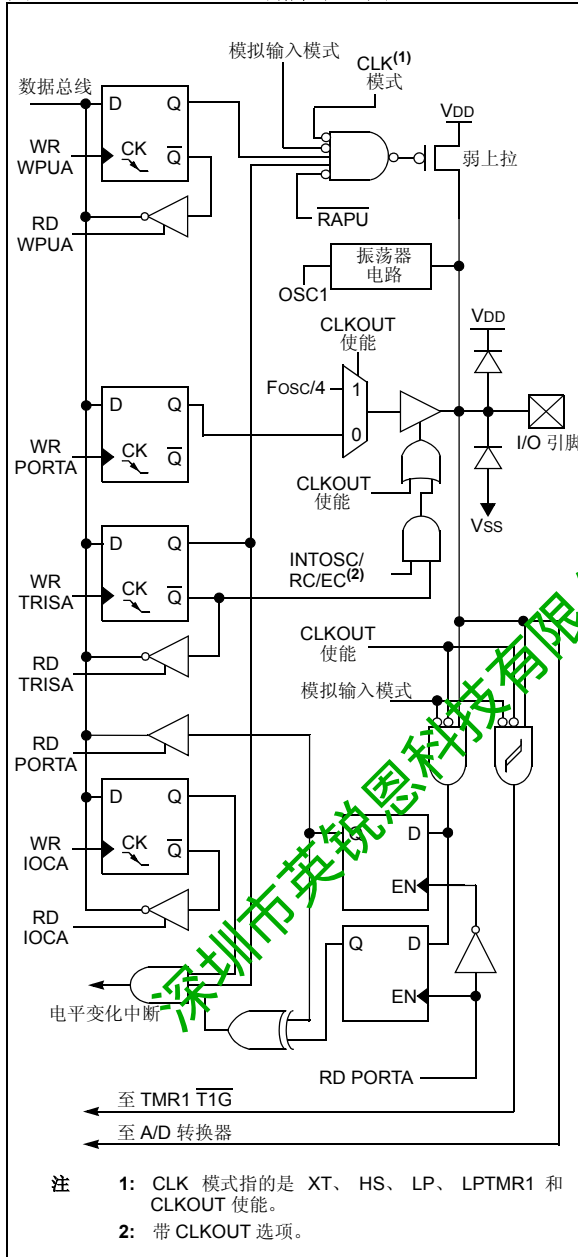 模拟输入模式
CLK(1)
模式
数据总线
D Q
VDD
WR
WPUA
CK Q
弱上拉
RAPU
RD
WPUA
振荡器
电路
OSC1
CLKOUT
使能
VDD
FOSC/4
1
D Q
0
I/O 引脚
WR
PORTA
CK Q
CLKOUT
使能
VSS
D Q
INTOSC/
RC/EC(2)
WR
TRISA
CK Q
CLKOUT
使能
RD
TRISA
模拟输入模式
RD
PORTA
D Q
Q D
WR
IOCA
CK Q
EN
RD
IOCA
Q D
EN
电平变化中断
RD PORTA
至 TMR1 T1G
至 A/D 转换器
注 1: CLK 模式指的是 XT、 HS、 LP、 LPTMR1 和
CLKOUT 使能。
2: 带 CLKOUT 选项。
深圳市英锐恩科技有限